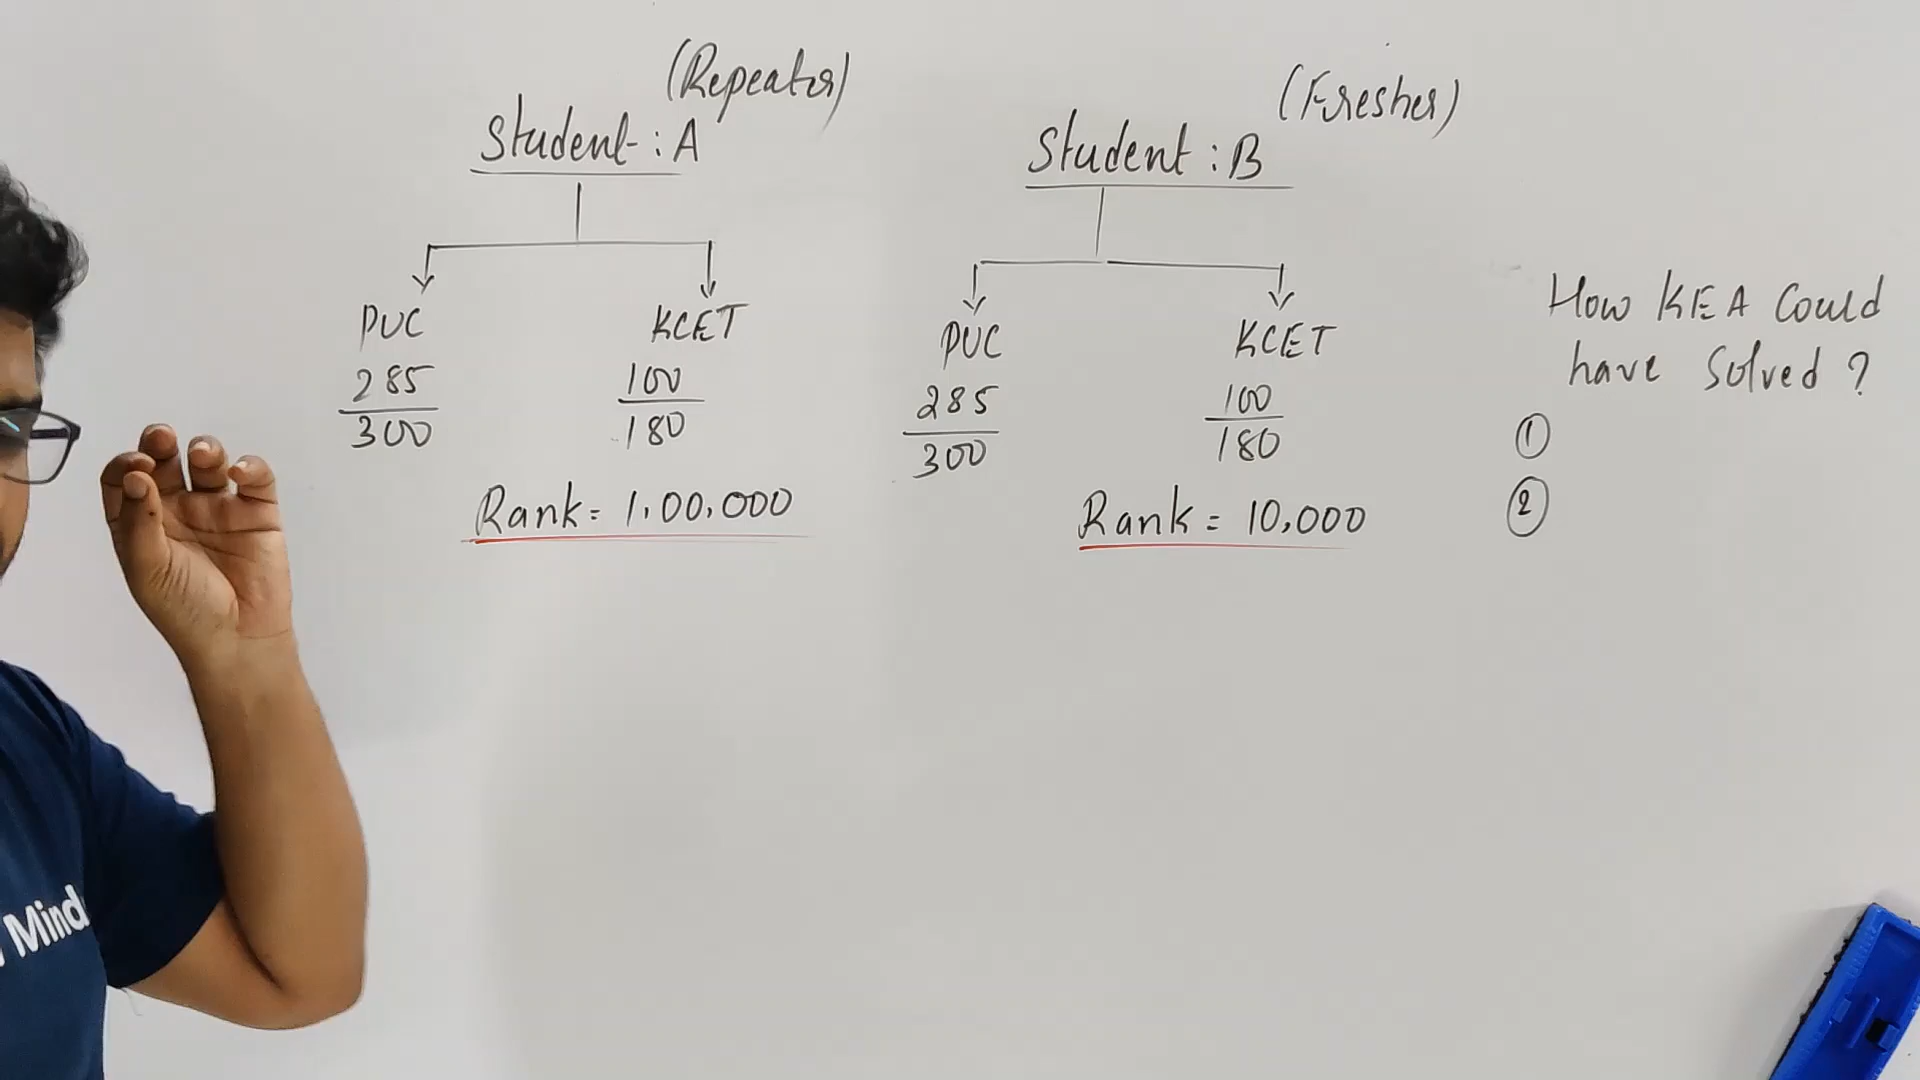 (Repeater)
Student : A
PUC
285
300
KCET
100
180
Rank = 1,00,000
(Fresher)
Student : B
PUC
285
300
KCET
100
180
Rank = 10,000
How KEA Could
have Solved ?
①
②
Mind